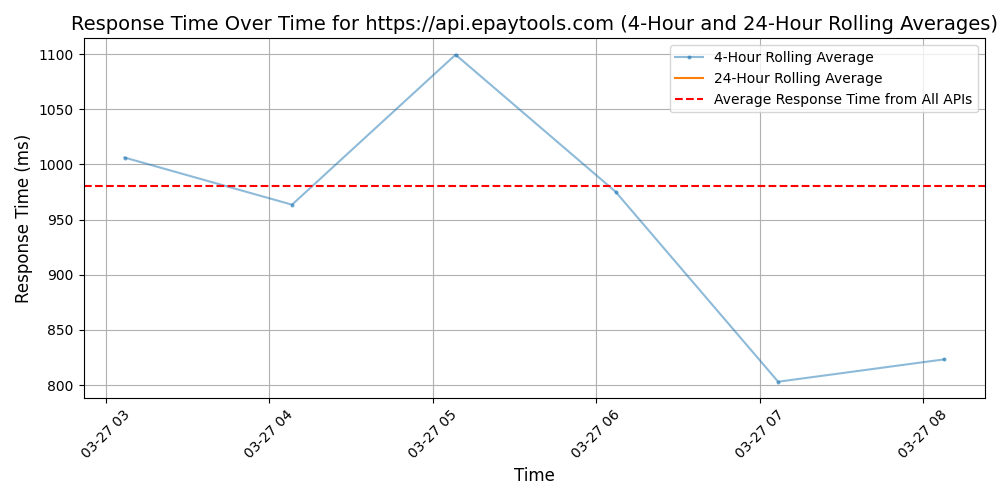 Response Time Over Time for https://api.epaytools.com (4-Hour and 24-Hour Rolling Averages)
4-Hour Rolling Average
24-Hour Rolling Average
Average Response Time from All APIs
Response Time (ms)
1100
1050
1000
950
900
850
800
03-27 03
03-27 04
03-27 05
03-27 06
03-27 07
03-27 08
Time